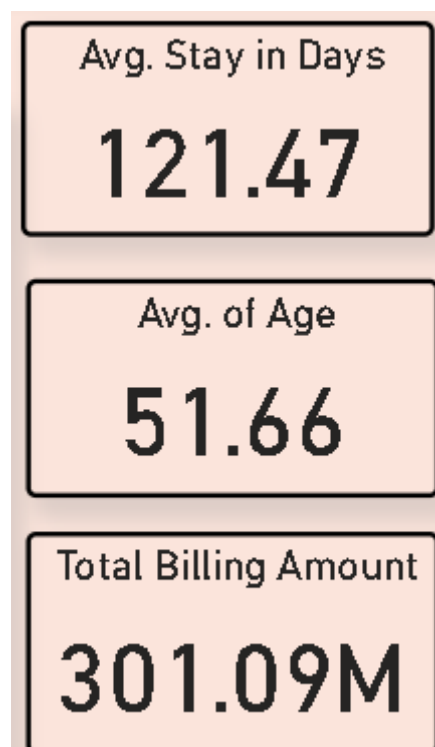 Avg. Stay in Days
121.47
Avg. of Age
51.66
Total Billing Amount
301.09M